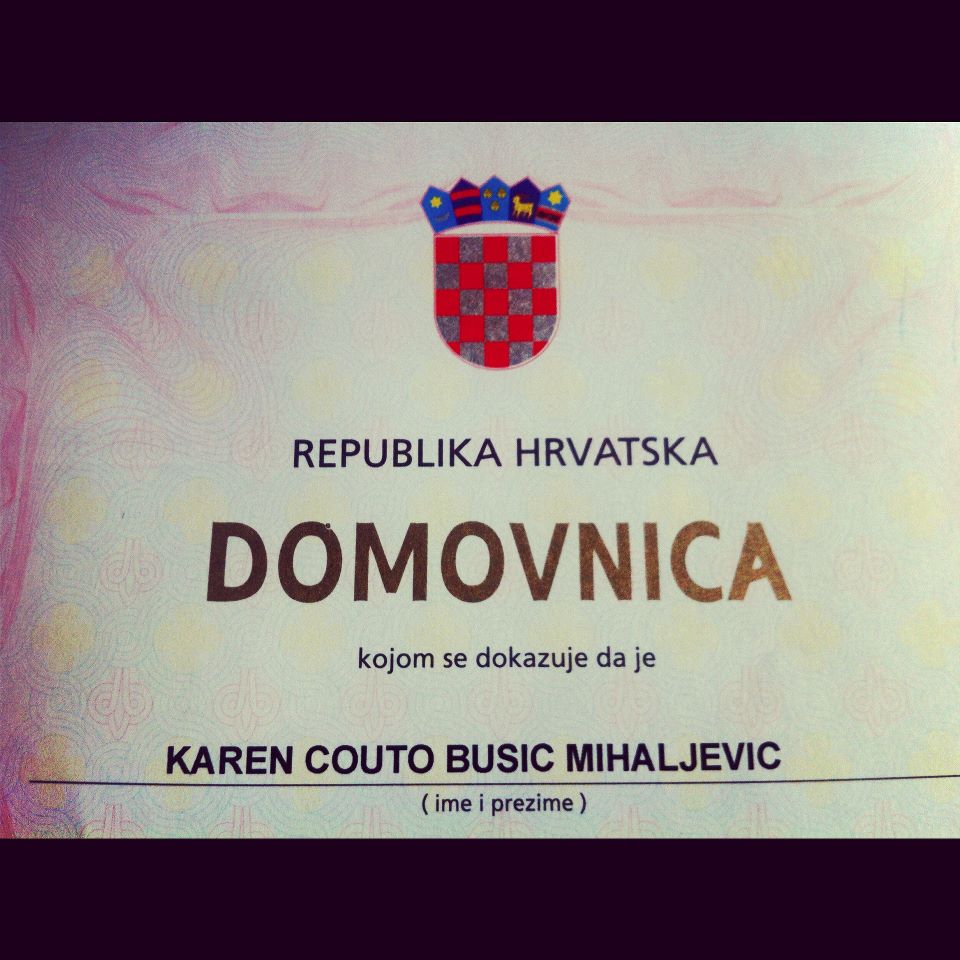 REPUBLIKA HRVATSKA
DOMOVNICA
kojom se dokazuje da je
KAREN COUTO BUSIC MIHALJEVIC
( ime i prezime )